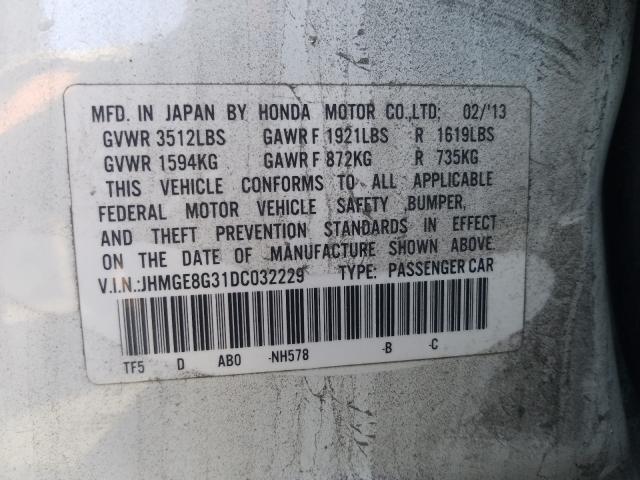 MFD. IN JAPAN BY HONDA MOTOR CO.,LTD: 02/'13
GVWR 3512LBS GAWR F 1921LBS R 1619LBS
GVWR 1594KG GAWR F 872KG R 735KG
THIS VEHICLE CONFORMS TO ALL APPLICABLE
FEDERAL MOTOR VEHICLE SAFETY ,BUMPER,
AND THEFT PREVENTION STANDARDS IN EFFECT
ON THE DATE OF MANUFACTURE SHOWN ABOVE.
V.I.N.:JHMGE8G31DC032229 TYPE: PASSENGER CAR
TF5 D AB0 -NH578 -B -C